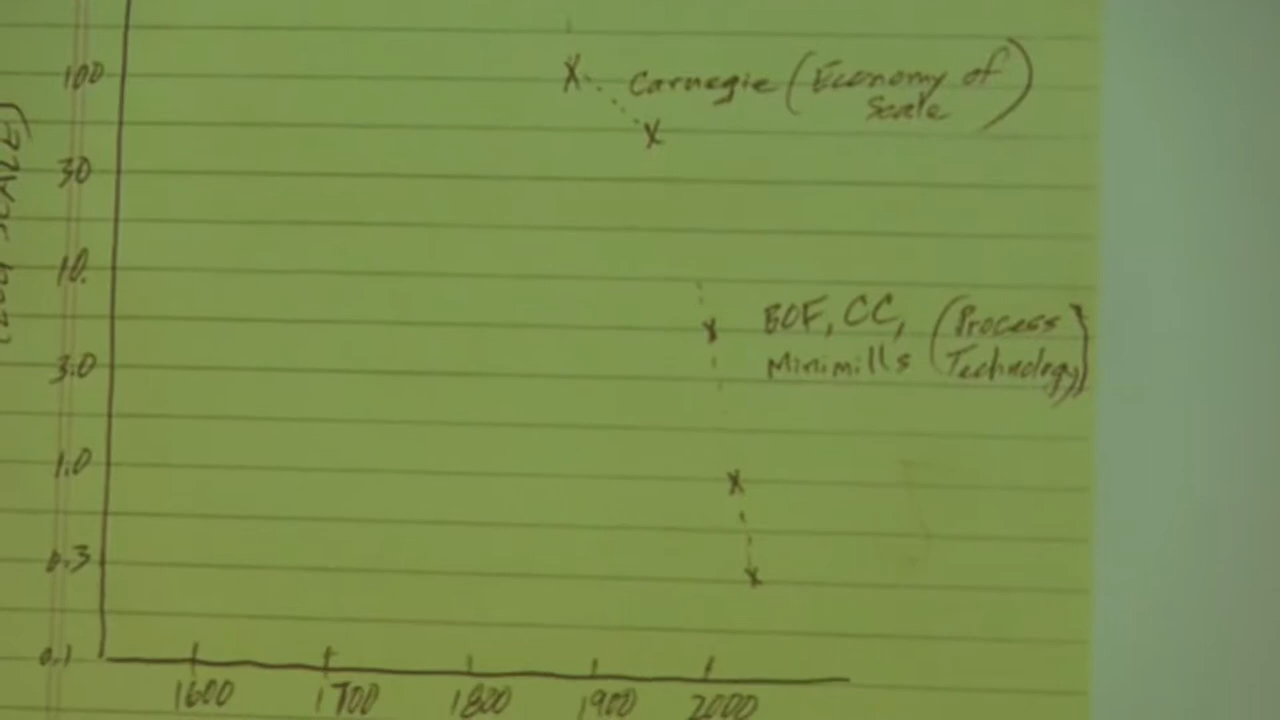 100
Carnegie (Economy of
Scale)
30
10.
BOF, CC, (Process
Minimills Technology)
3.0
1.0
0.3
0.1
1600 1700 1800 1900 2000